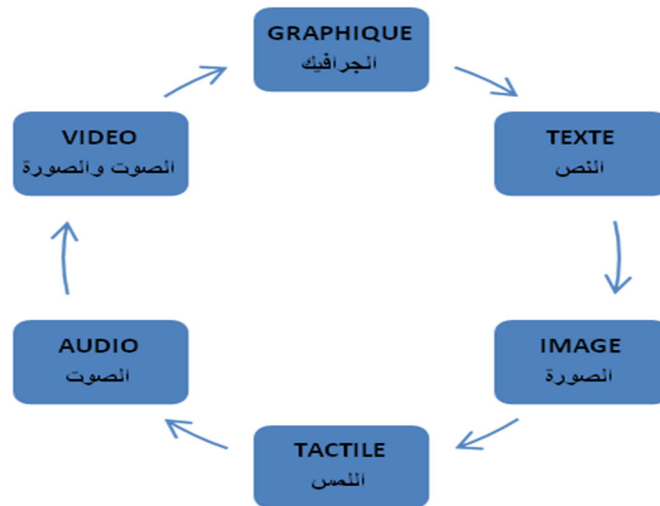 GRAPHIQUE
الجرافيك
TEXTE
النص
IMAGE
الصورة
TACTILE
اللمس
AUDIO
الصوت
VIDEO
الصوت والصورة